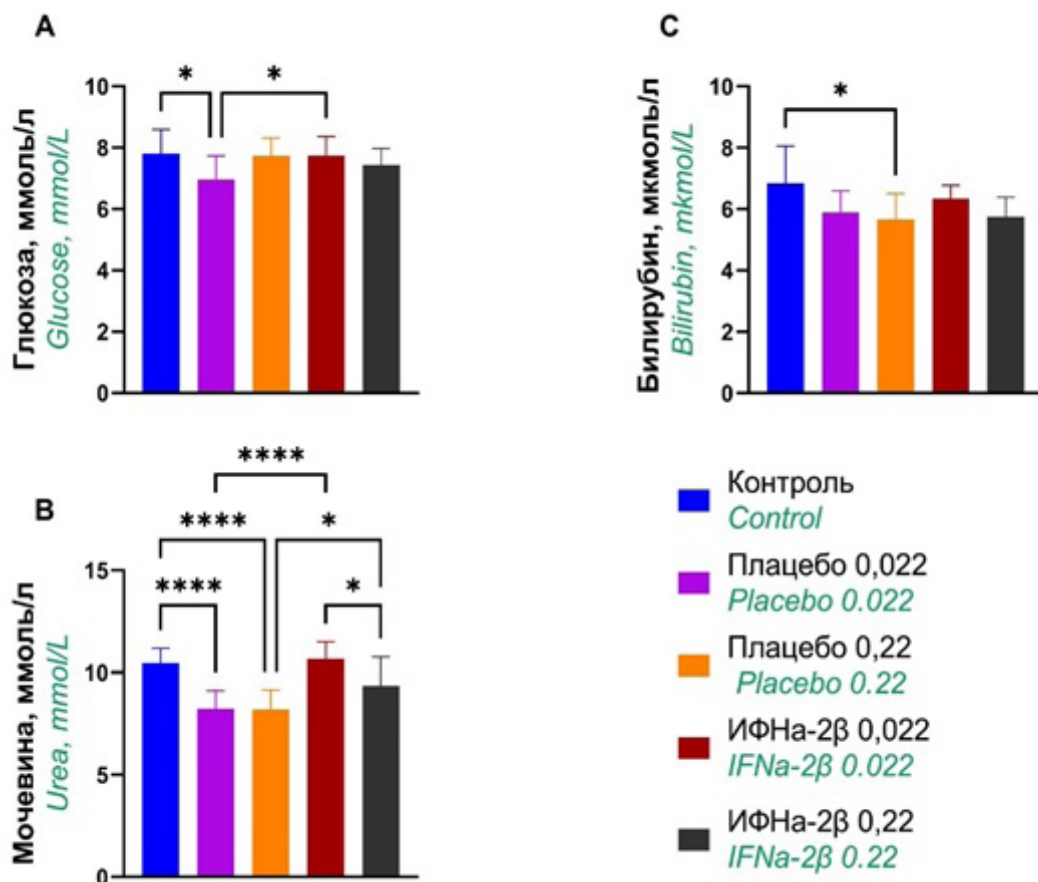 A
Глюкоза, ммоль/л
Glucose, mmol/L
10
8
6
4
2
0
*
*
C
Билирубин, мкмоль/л
Bilirubin, mkmol/L
10
8
6
4
2
0
*
B
Мочевина, ммоль/л
Urea, mmol/L
15
10
5
0
****
****
*
****
*
Контроль
Control
Плацебо 0,022
Placebo 0.022
Плацебо 0,22
Placebo 0.22
ИФНа-2β 0,022
IFNa-2β 0.022
ИФНа-2β 0,22
IFNa-2β 0.22